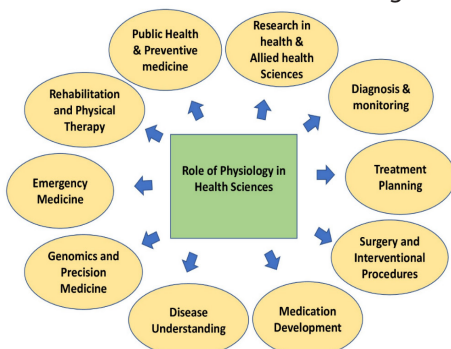 Public Health
& Preventive
medicine
Research in
health &
Allied health
Sciences
Rehabilitation
and Physical
Therapy
Diagnosis &
monitoring
Role of Physiology in
Health Sciences
Emergency
Medicine
Treatment
Planning
Genomics and
Precision
Medicine
Surgery and
Interventional
Procedures
Disease
Understanding
Medication
Development